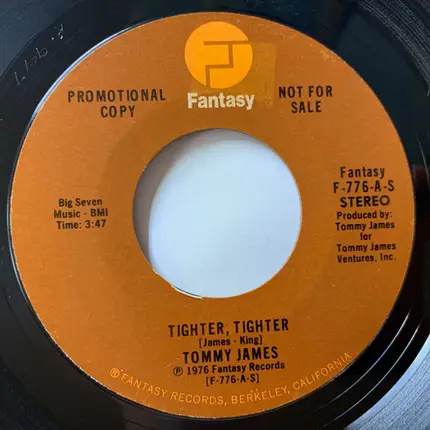 PROMOTIONAL
COPY
Fantasy
NOT FOR
SALE
Big Seven
Music - BMI
Time: 3:47
Fantasy
F-776-A-S
STEREO
Produced by:
Tommy James
for
Tommy James
Ventures, Inc.
TIGHTER, TIGHTER
[James - King]
TOMMY JAMES
℗ 1976 Fantasy Records
[F-776-A-S]
©FANTASY RECORDS, BERKELEY, CALIFORNIA